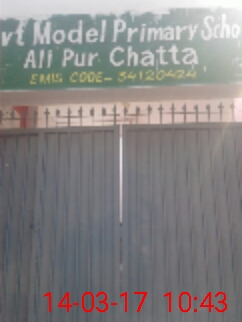 vt Model Primary Scho
Ali Pur Chatta
EMIS CODE- 34120424
14-03-17 10:43